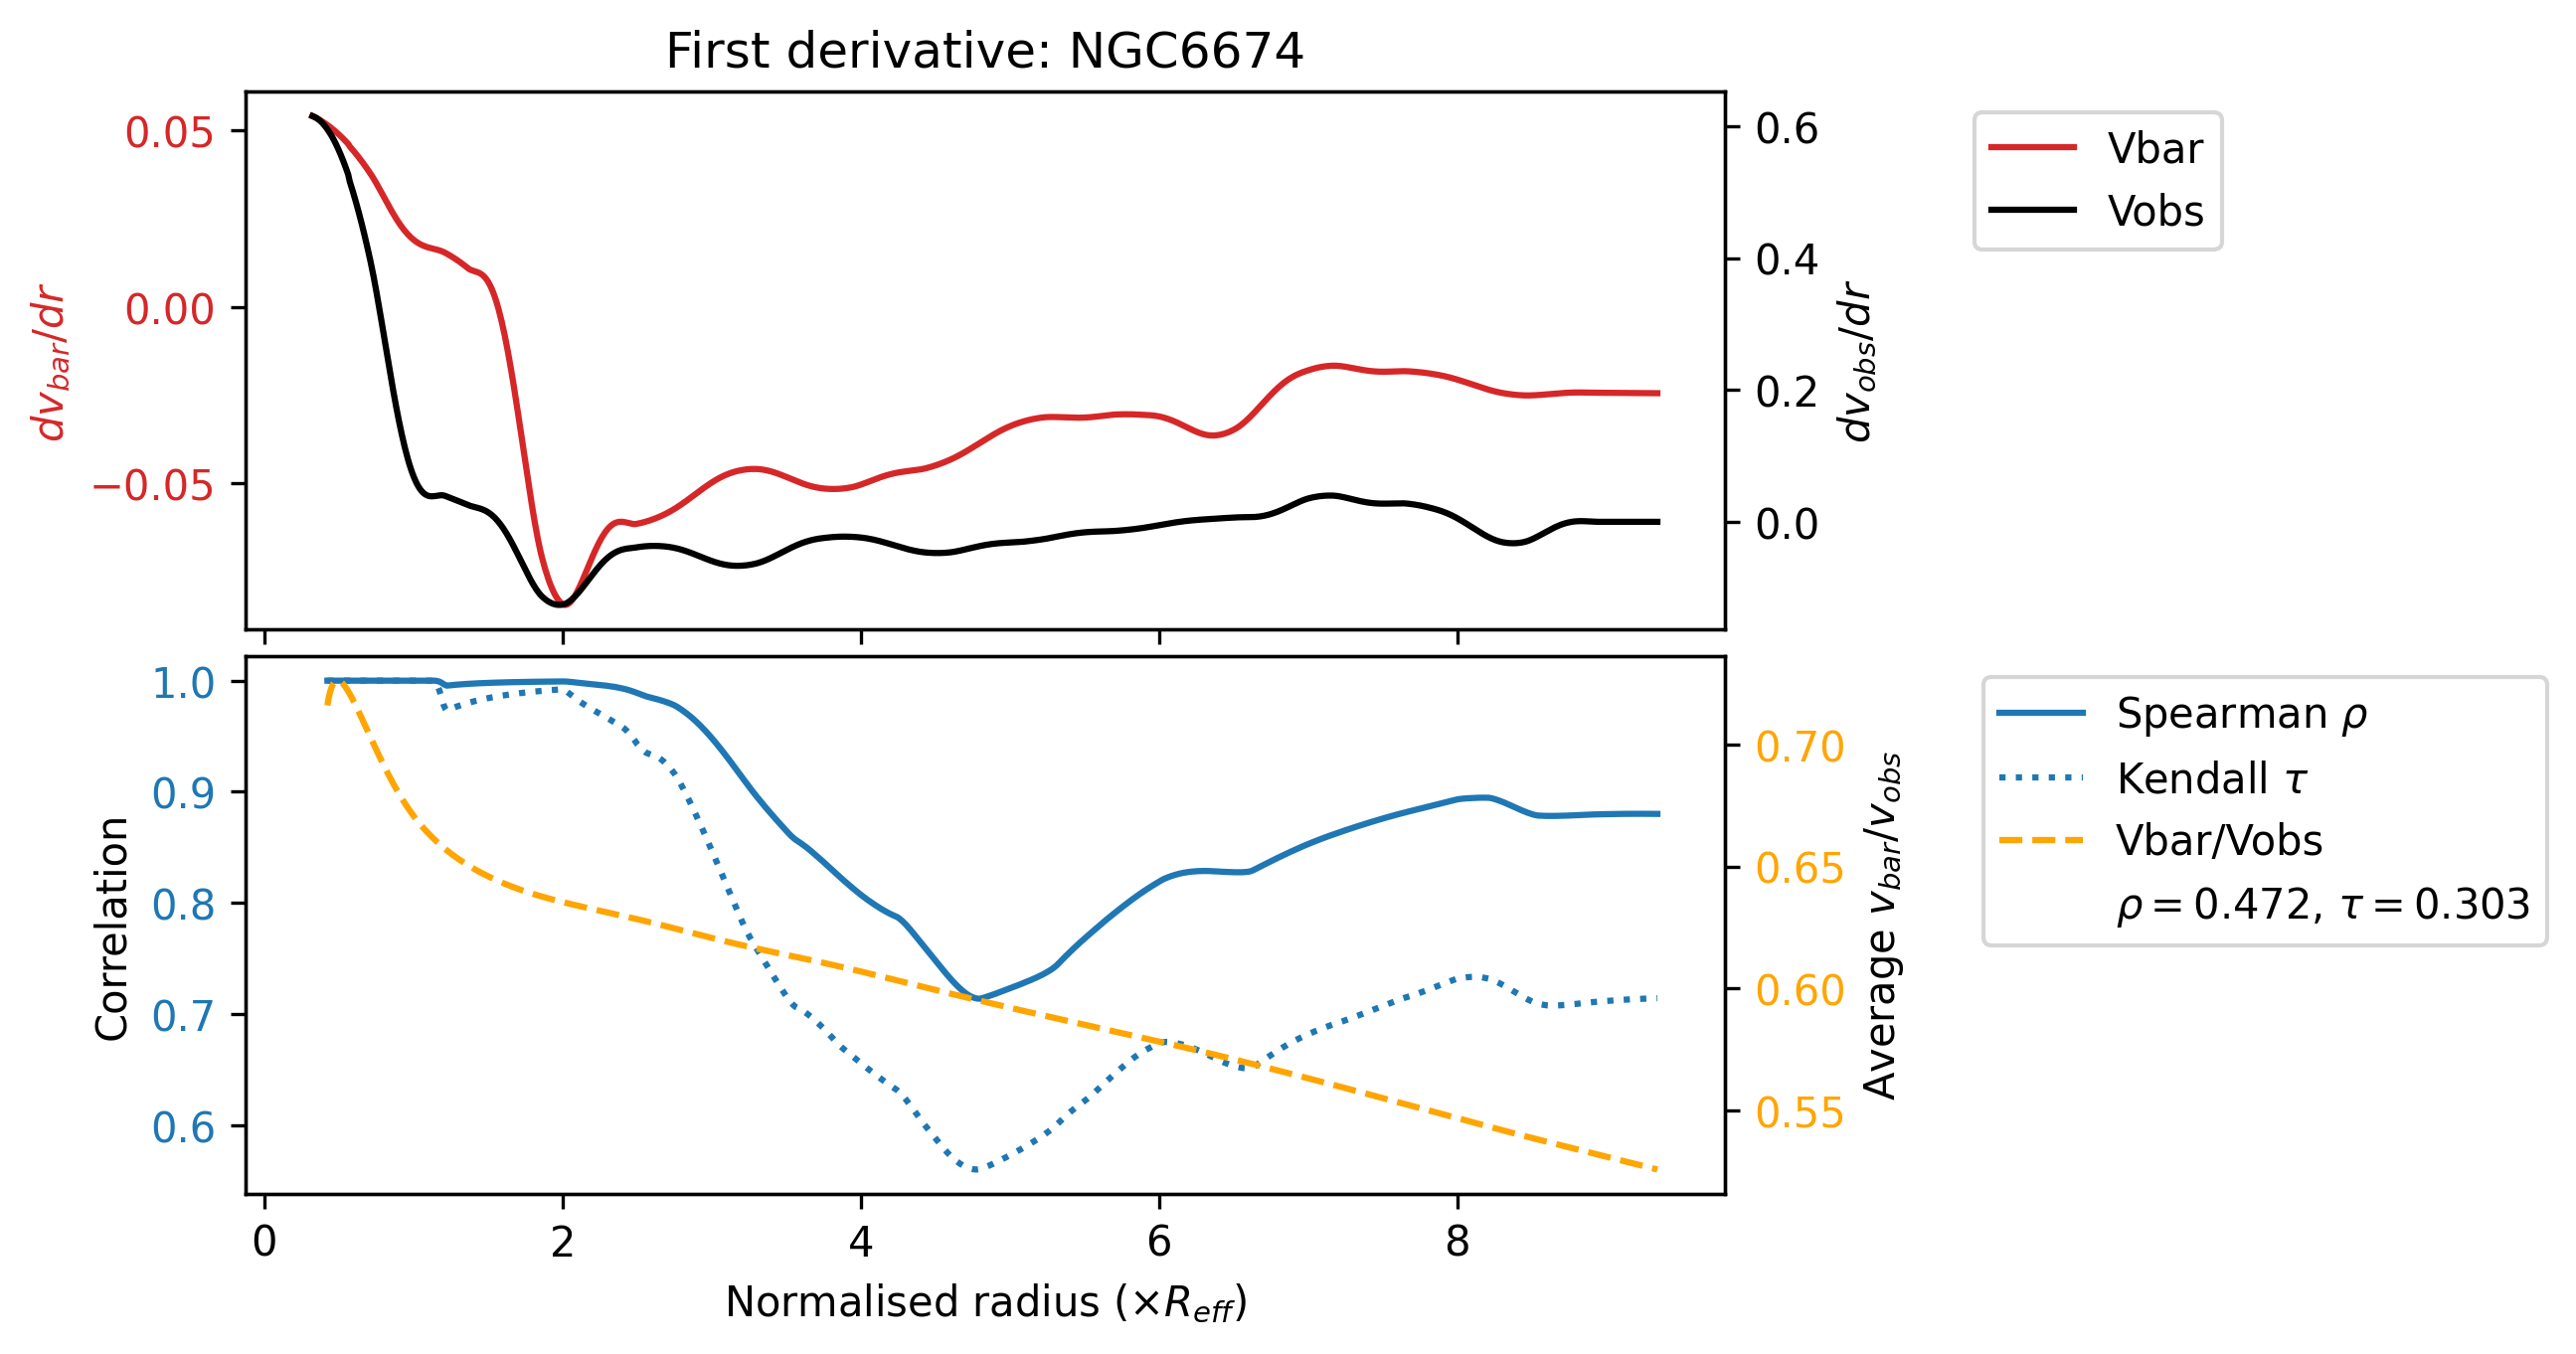 First derivative: NGC6674
0.05
0.00
−0.05
dv_bar/dr
0.6
0.4
0.2
0.0
dv_obs/dr
Vbar
Vobs
1.0
0.9
0.8
0.7
0.6
Correlation
0.70
0.65
0.60
0.55
Average v_bar/v_obs
Spearman ρ
Kendall τ
Vbar/Vobs
ρ = 0.472, τ = 0.303
0 2 4 6 8
Normalised radius (×R_eff)